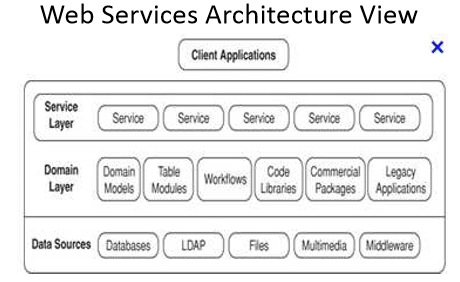 Web Services Architecture View
Client Applications
Service Layer
Service Service Service Service Service
Domain Layer
Domain Models
Table Modules
Workflows
Code Libraries
Commercial Packages
Legacy Applications
Data Sources
Databases LDAP Files Multimedia Middleware